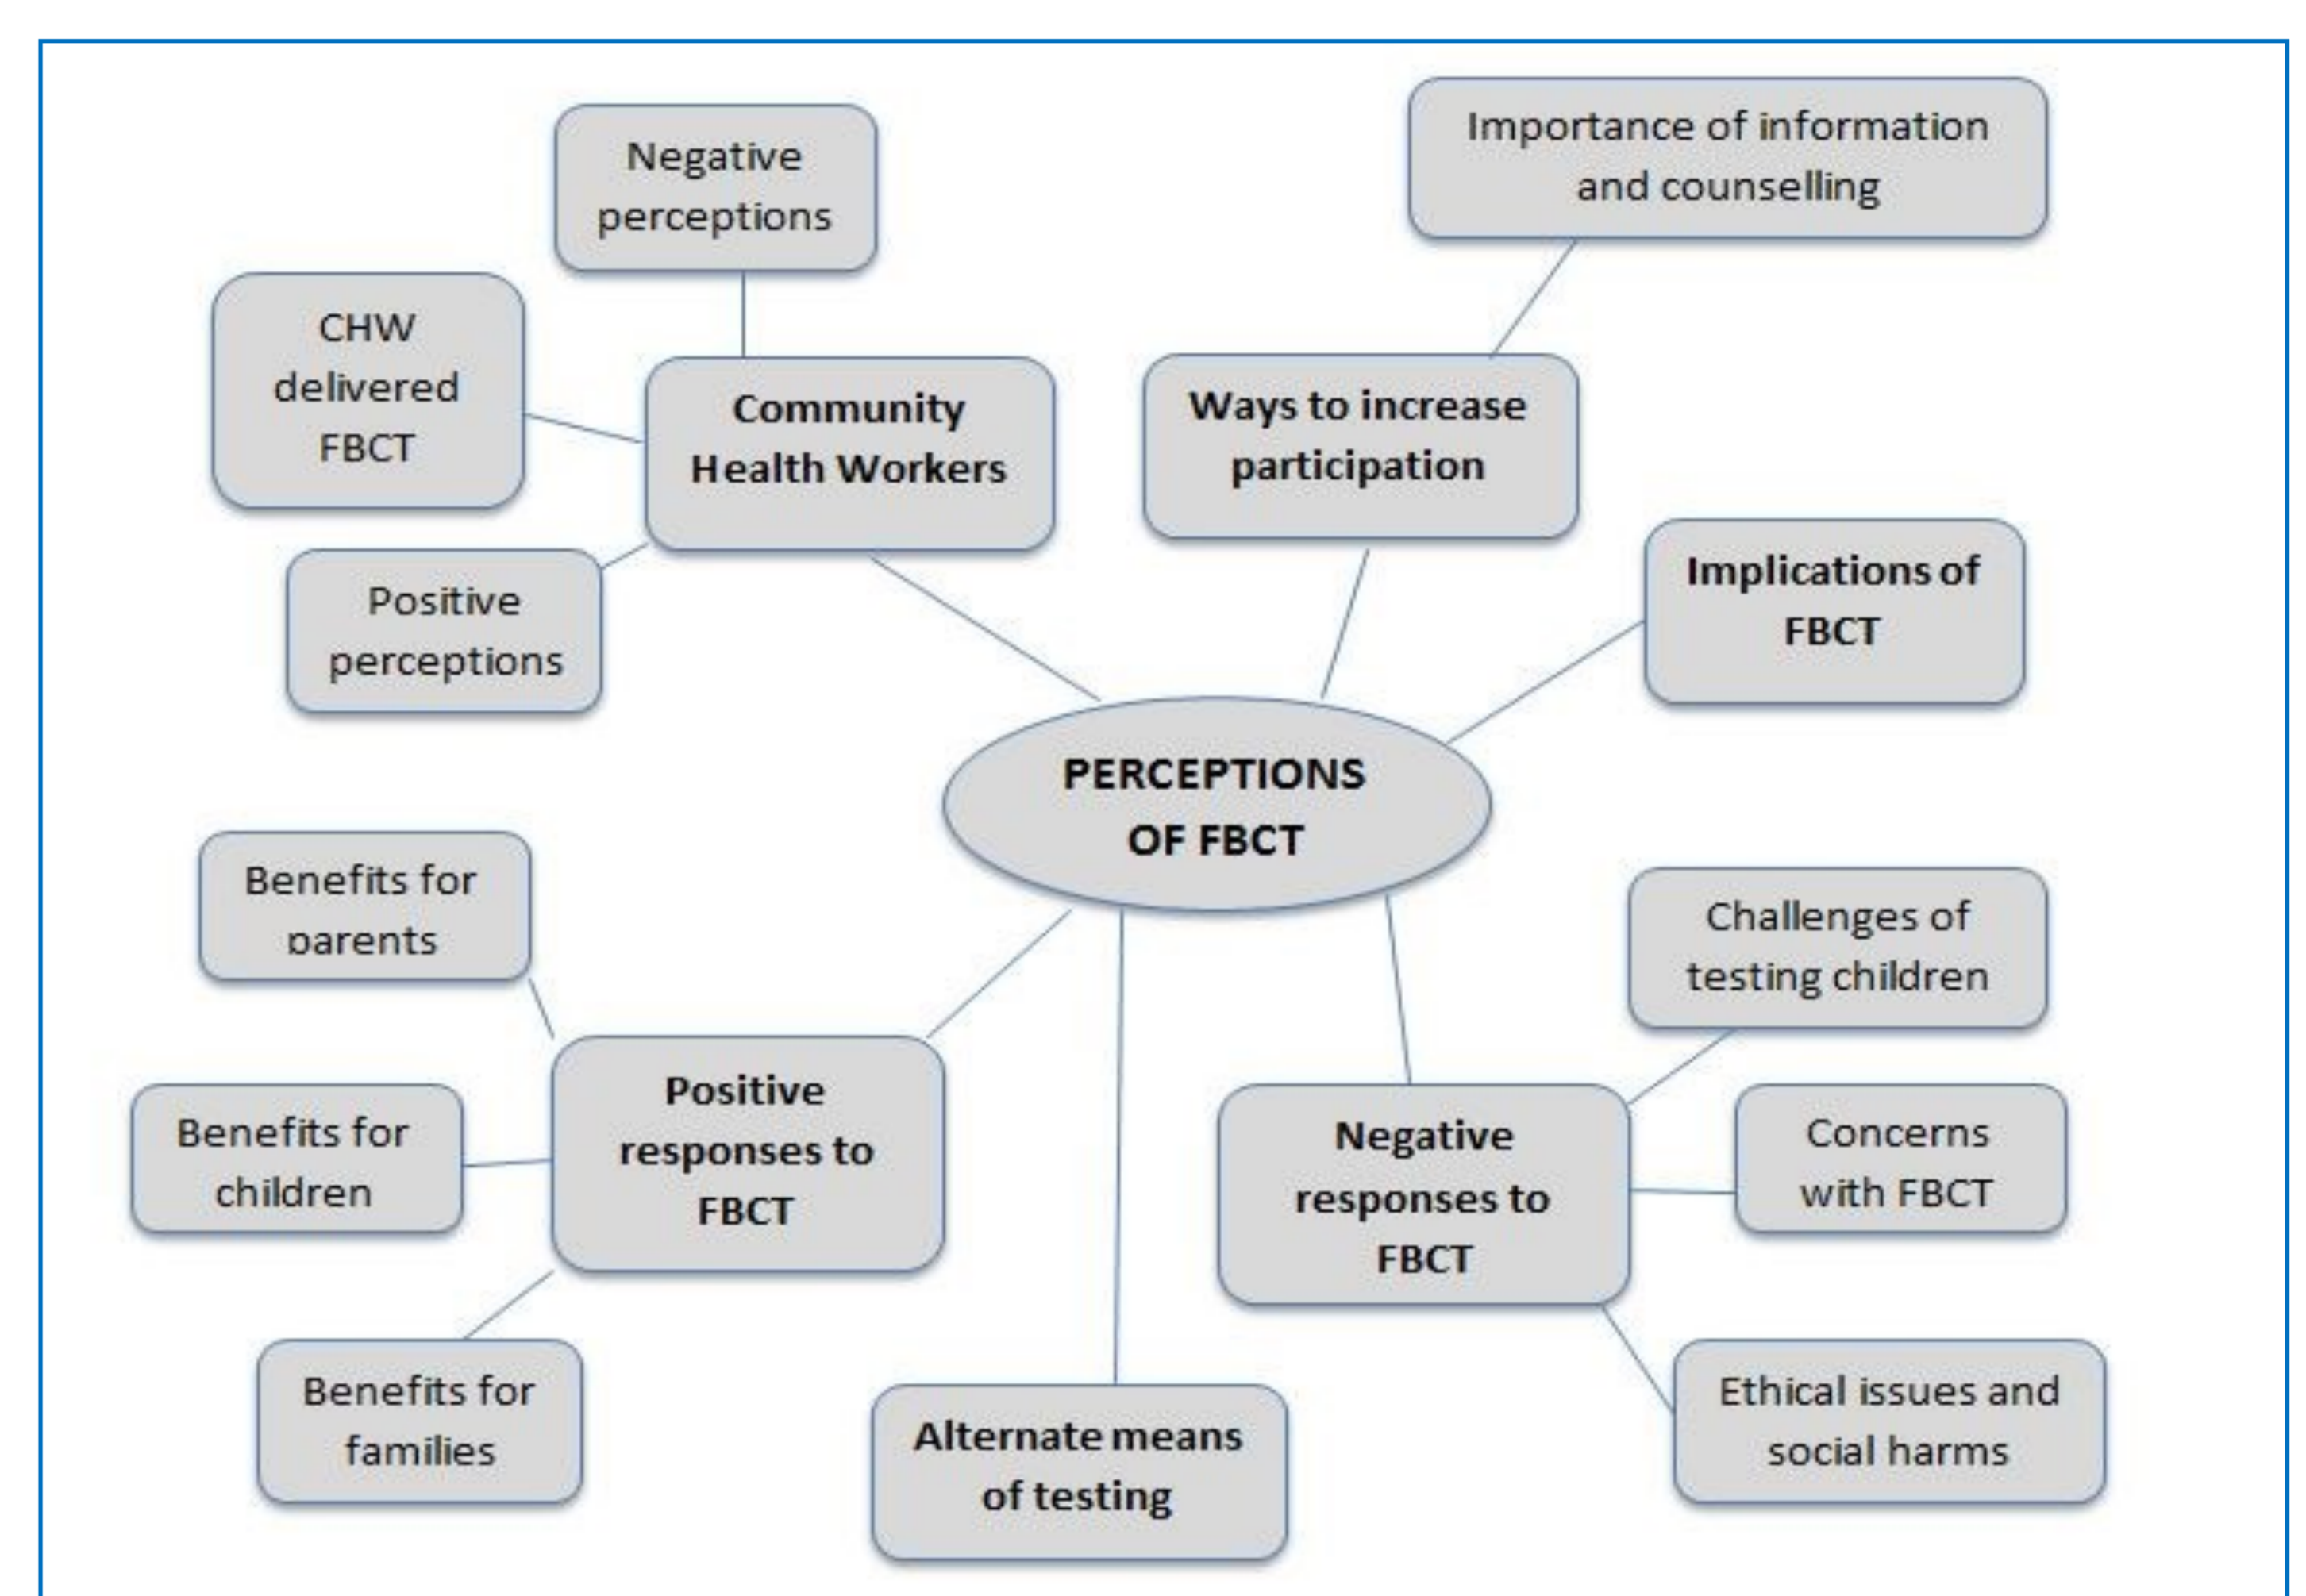 Negative
perceptions
Importance of information
and counselling
CHW
delivered
FBCT
Community
Health Workers
Ways to increase
participation
Positive
perceptions
Implications of
FBCT
PERCEPTIONS
OF FBCT
Benefits for
parents
Challenges of
testing children
Benefits for
children
Positive
responses to
FBCT
Negative
responses to
FBCT
Concerns
with FBCT
Benefits for
families
Alternate means
of testing
Ethical issues and
social harms